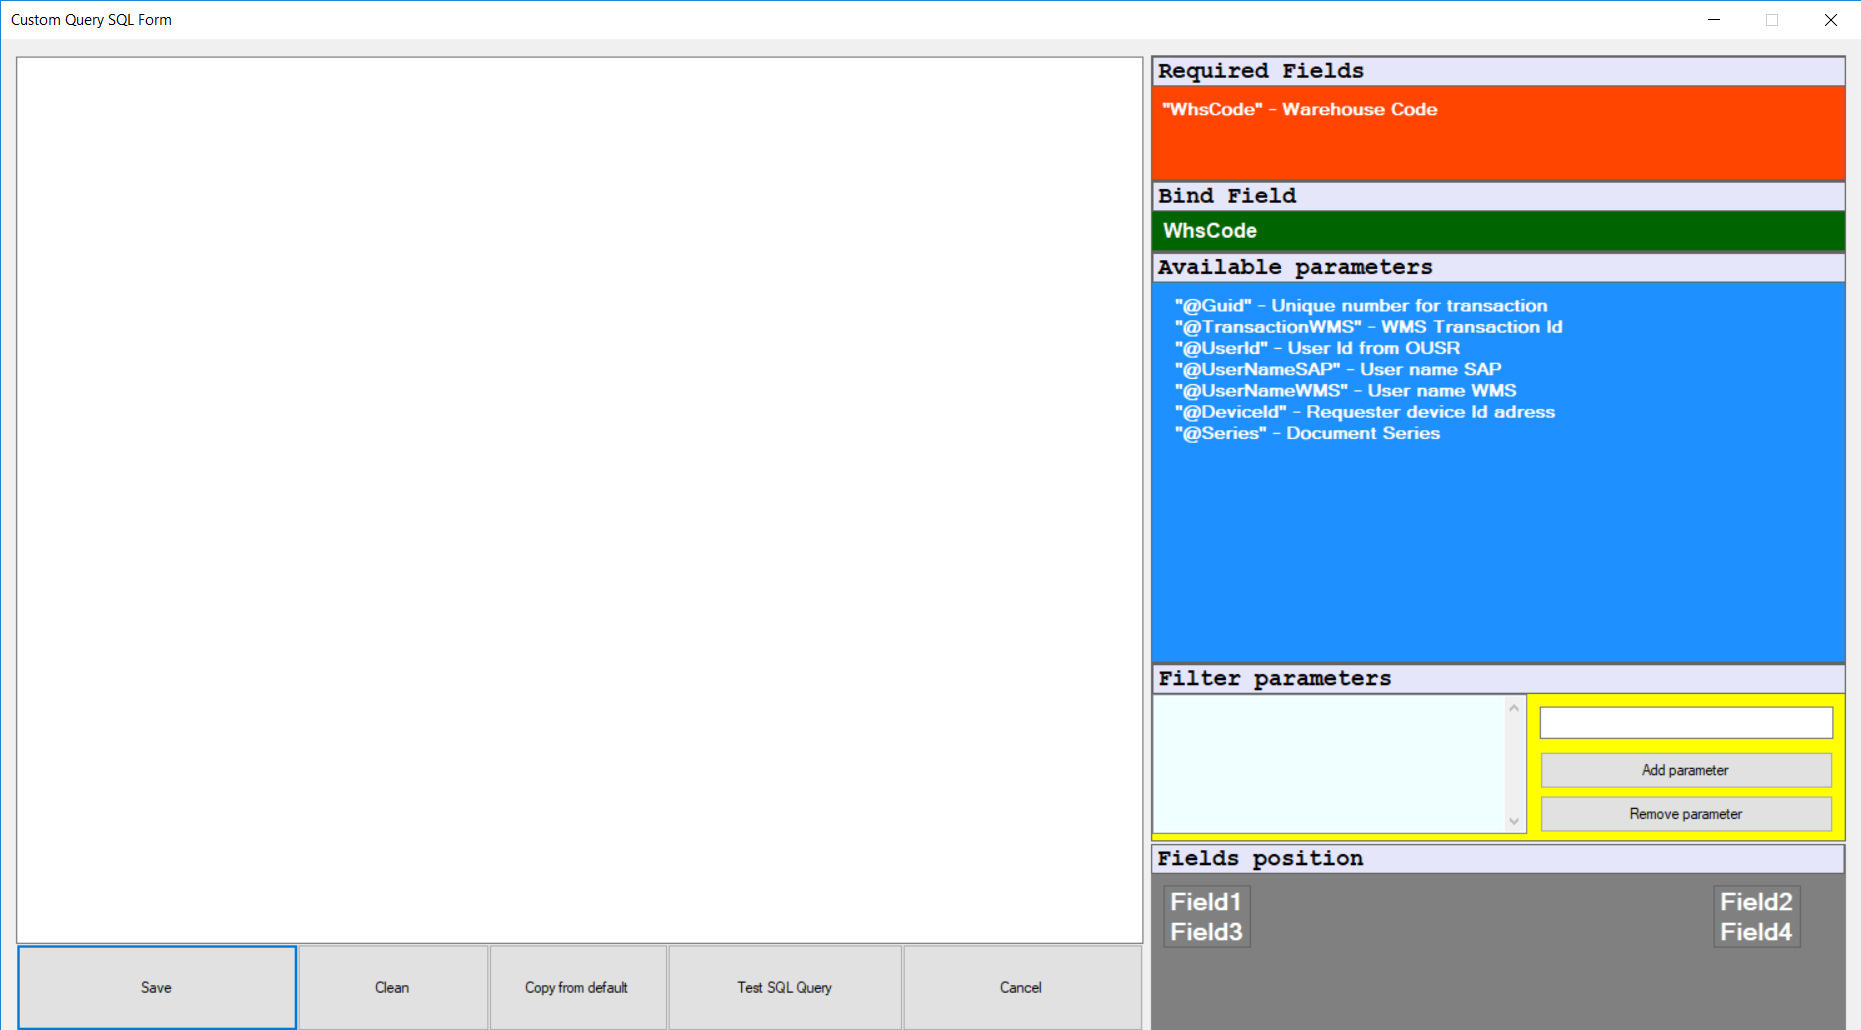 Custom Query SQL Form
Required Fields
"WhsCode" - Warehouse Code
Bind Field
WhsCode
Available parameters
"@Guid" - Unique number for transaction
"@TransactionWMS" - WMS Transaction Id
"@UserId" - User Id from OUSR
"@UserNameSAP" - User name SAP
"@UserNameWMS" - User name WMS
"@DeviceId" - Requester device Id adress
"@Series" - Document Series
Filter parameters
Add parameter
Remove parameter
Fields position
Field1 Field2
Field3 Field4
Save Clean Copy from default Test SQL Query Cancel